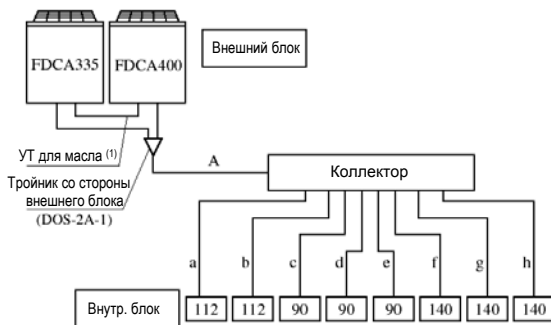 FDCA335 FDCA400
Внешний блок
УТ для масла (1)
Тройник со стороны
внешнего блока
(DOS-2A-1)
A
Коллектор
a b c d e f g h
Внутр. блок
112 112 90 90 90 140 140 140